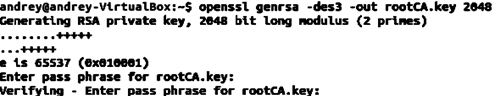 andrey@andrey-VirtualBox:~$ openssl genrsa -des3 -out rootCA.key 2048
Generating RSA private key, 2048 bit long modulus (2 primes)
........+++++
...+++++
e is 65537 (0x010001)
Enter pass phrase for rootCA.key:
Verifying - Enter pass phrase for rootCA.key: